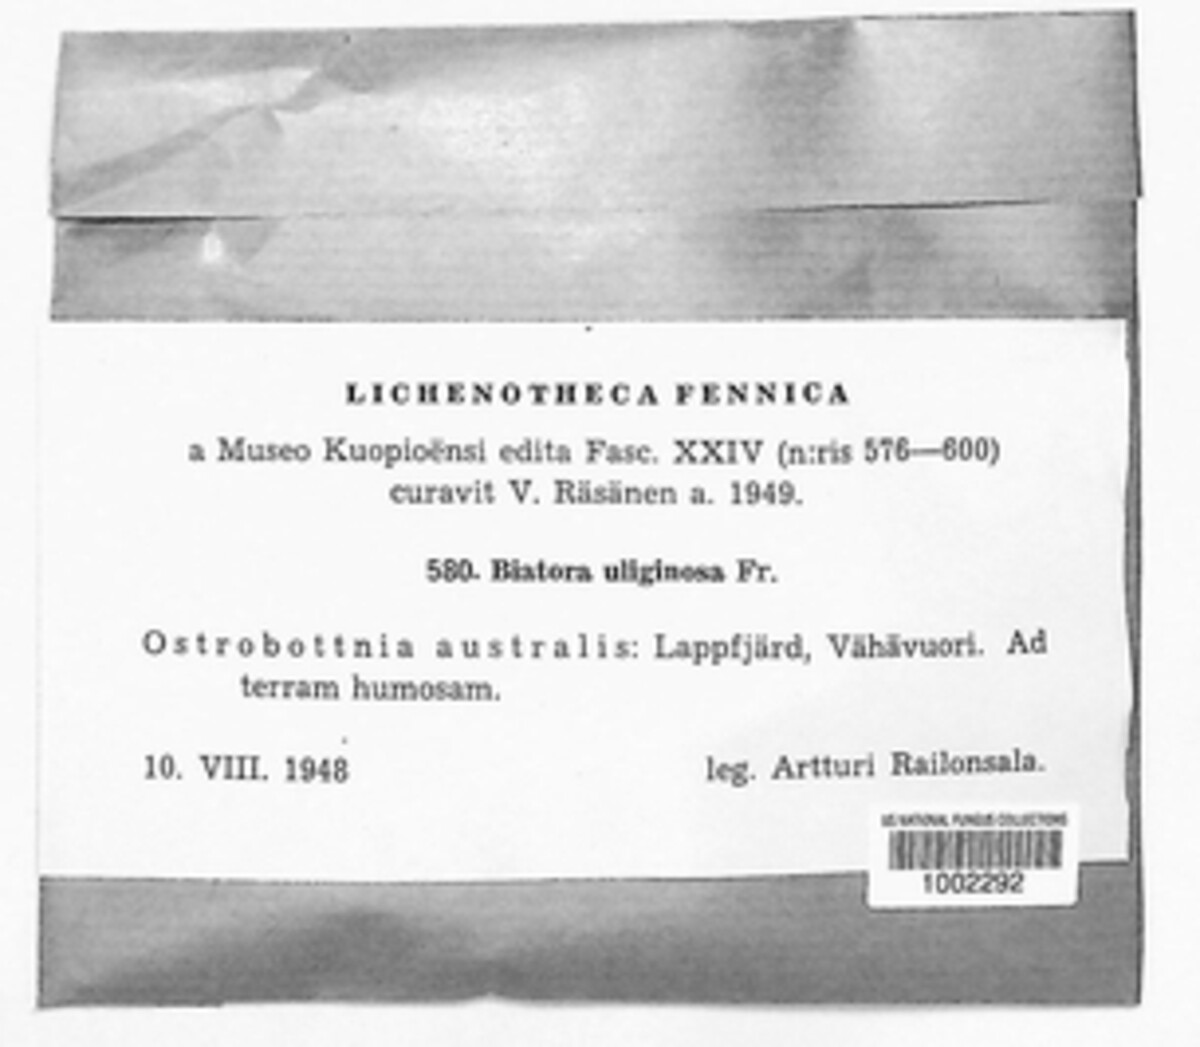 LICHENOTHECA FENNICA
a Museo Kuopioënsi edita Fasc. XXIV (n:ris 576—600)
curavit V. Räsänen a. 1949.
580. Biatora uliginosa Fr.
Ostrobottnia australis: Lappfjärd, Vähävuori. Ad
terram humosam.
10. VIII. 1948
leg. Artturi Railonsala.
US NATIONAL FUNGUS COLLECTIONS
1002292